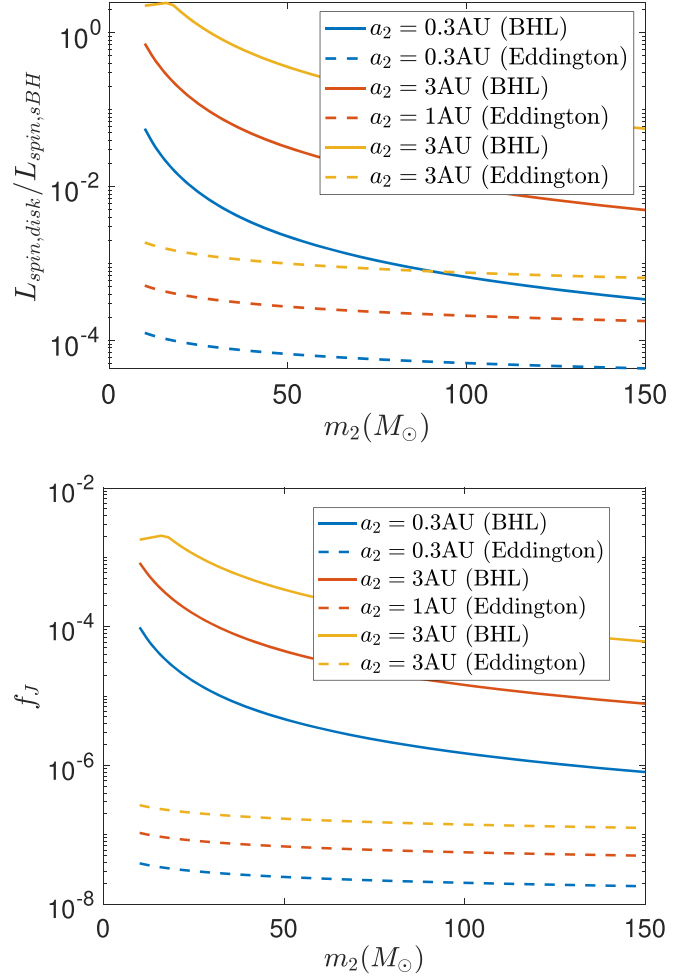 10^0
10^-2
10^-4
L_{spin,disk}/L_{spin,sBH}
a_2 = 0.3AU (BHL)
a_2 = 0.3AU (Eddington)
a_2 = 3AU (BHL)
a_2 = 1AU (Eddington)
a_2 = 3AU (BHL)
a_2 = 3AU (Eddington)
0 50 100 150
m_2(M_⊙)
10^-2
10^-4
10^-6
10^-8
f_J
a_2 = 0.3AU (BHL)
a_2 = 0.3AU (Eddington)
a_2 = 3AU (BHL)
a_2 = 1AU (Eddington)
a_2 = 3AU (BHL)
a_2 = 3AU (Eddington)
0 50 100 150
m_2(M_⊙)